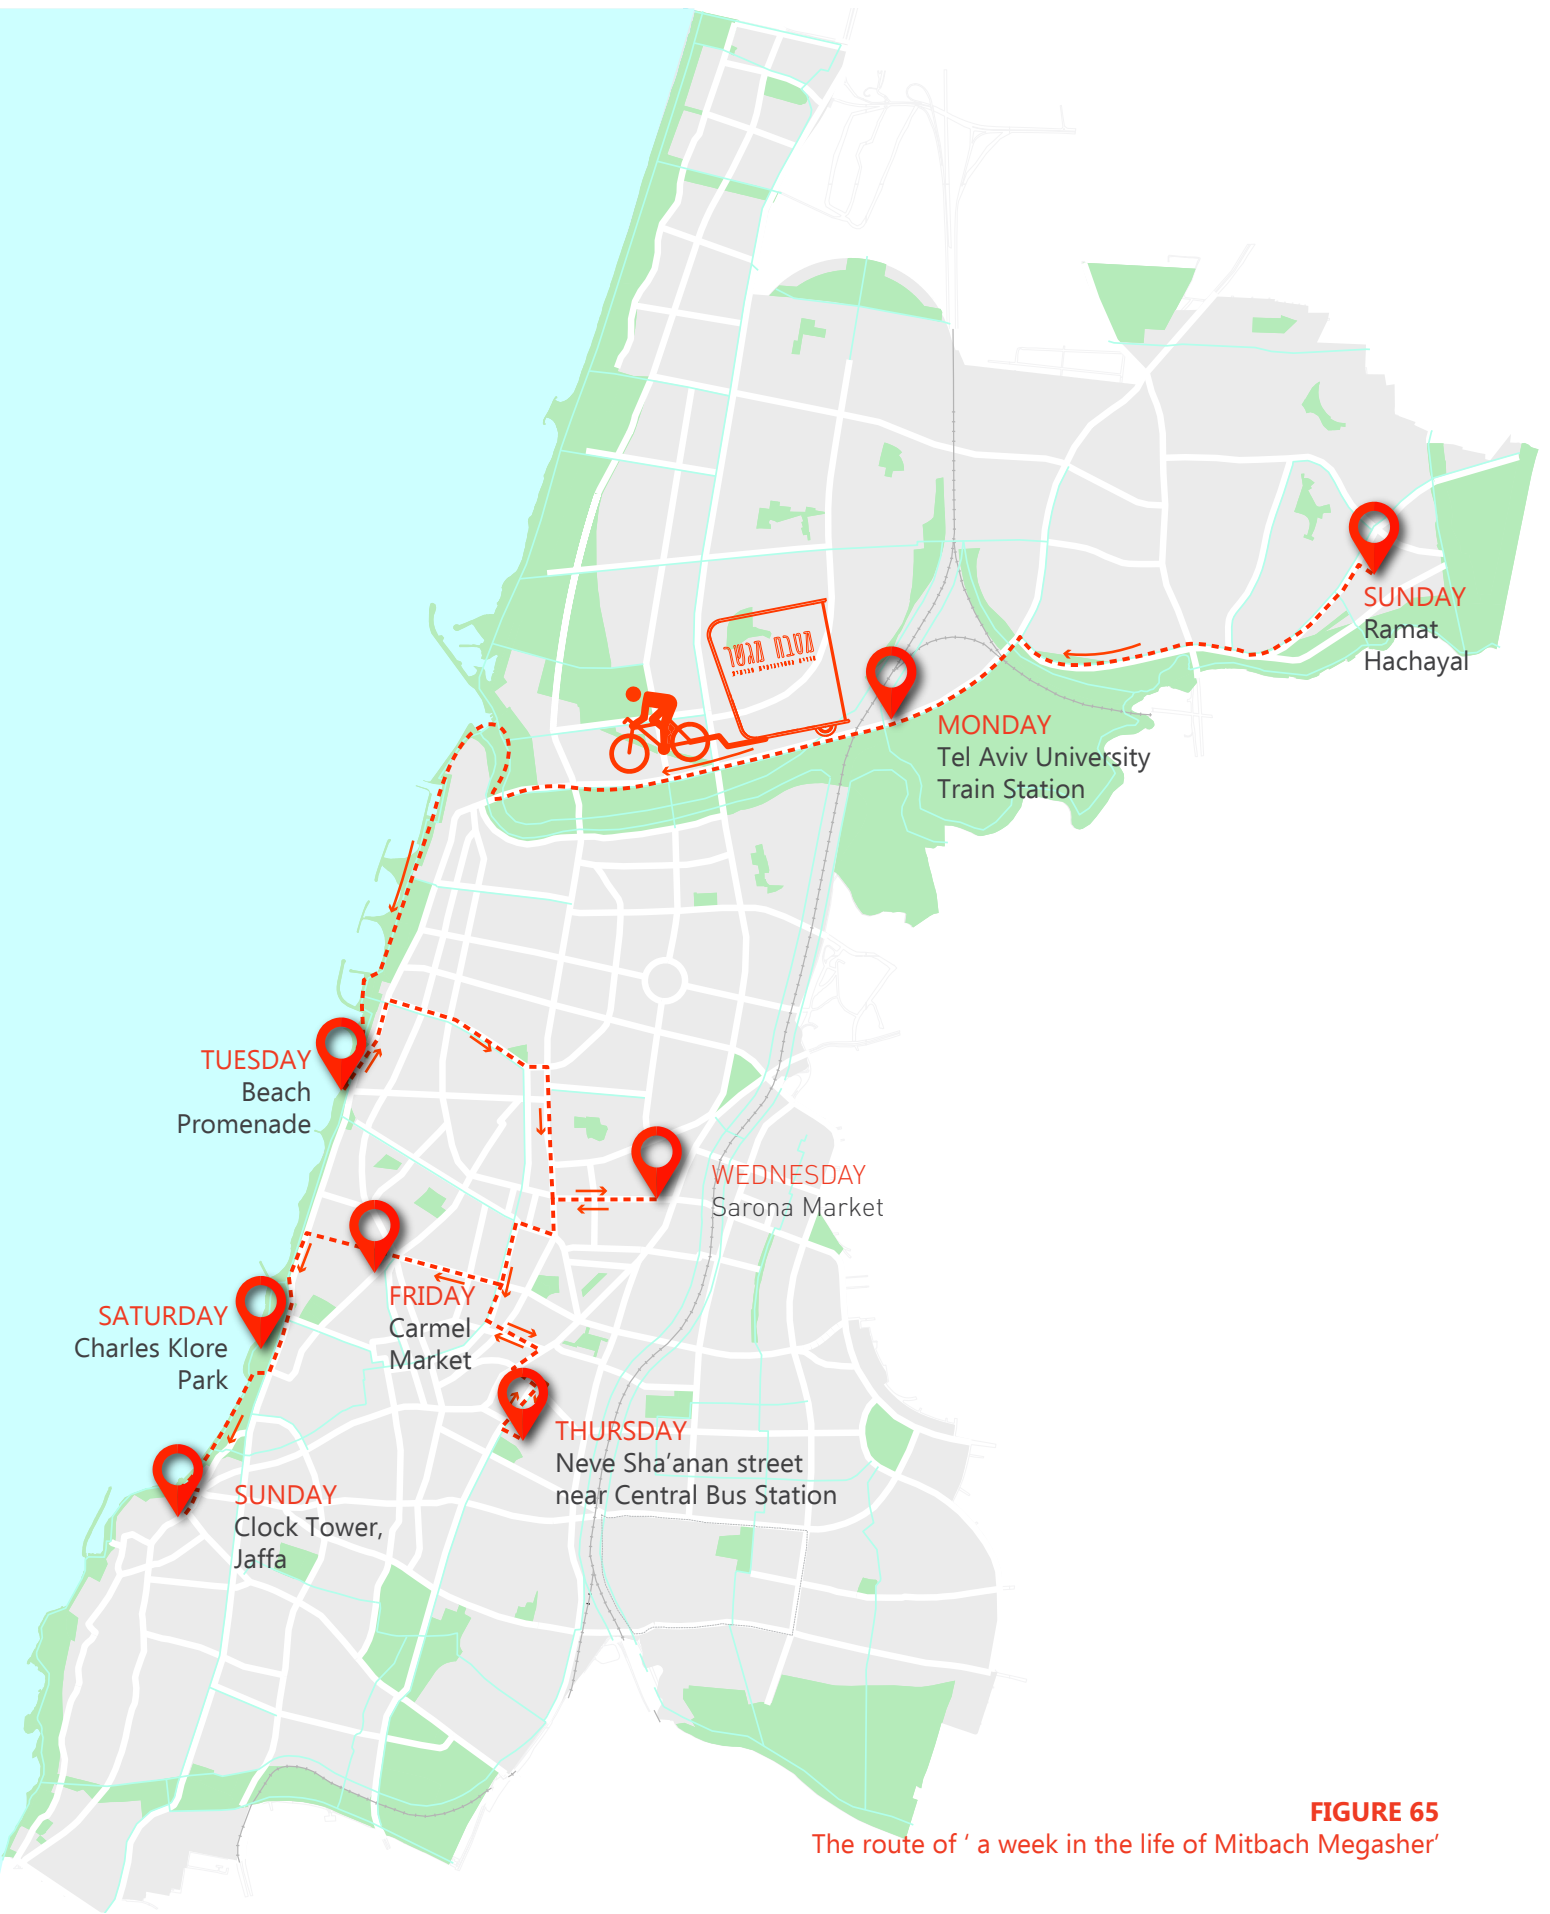 מטבח מגשר
SUNDAY
Ramat
Hachayal
MONDAY
Tel Aviv University
Train Station
TUESDAY
Beach
Promenade
WEDNESDAY
Sarona Market
FRIDAY
Carmel
Market
SATURDAY
Charles Klore
Park
THURSDAY
Neve Sha’anan street
near Central Bus Station
SUNDAY
Clock Tower,
Jaffa
FIGURE 65
The route of ‘ a week in the life of Mitbach Megasher’